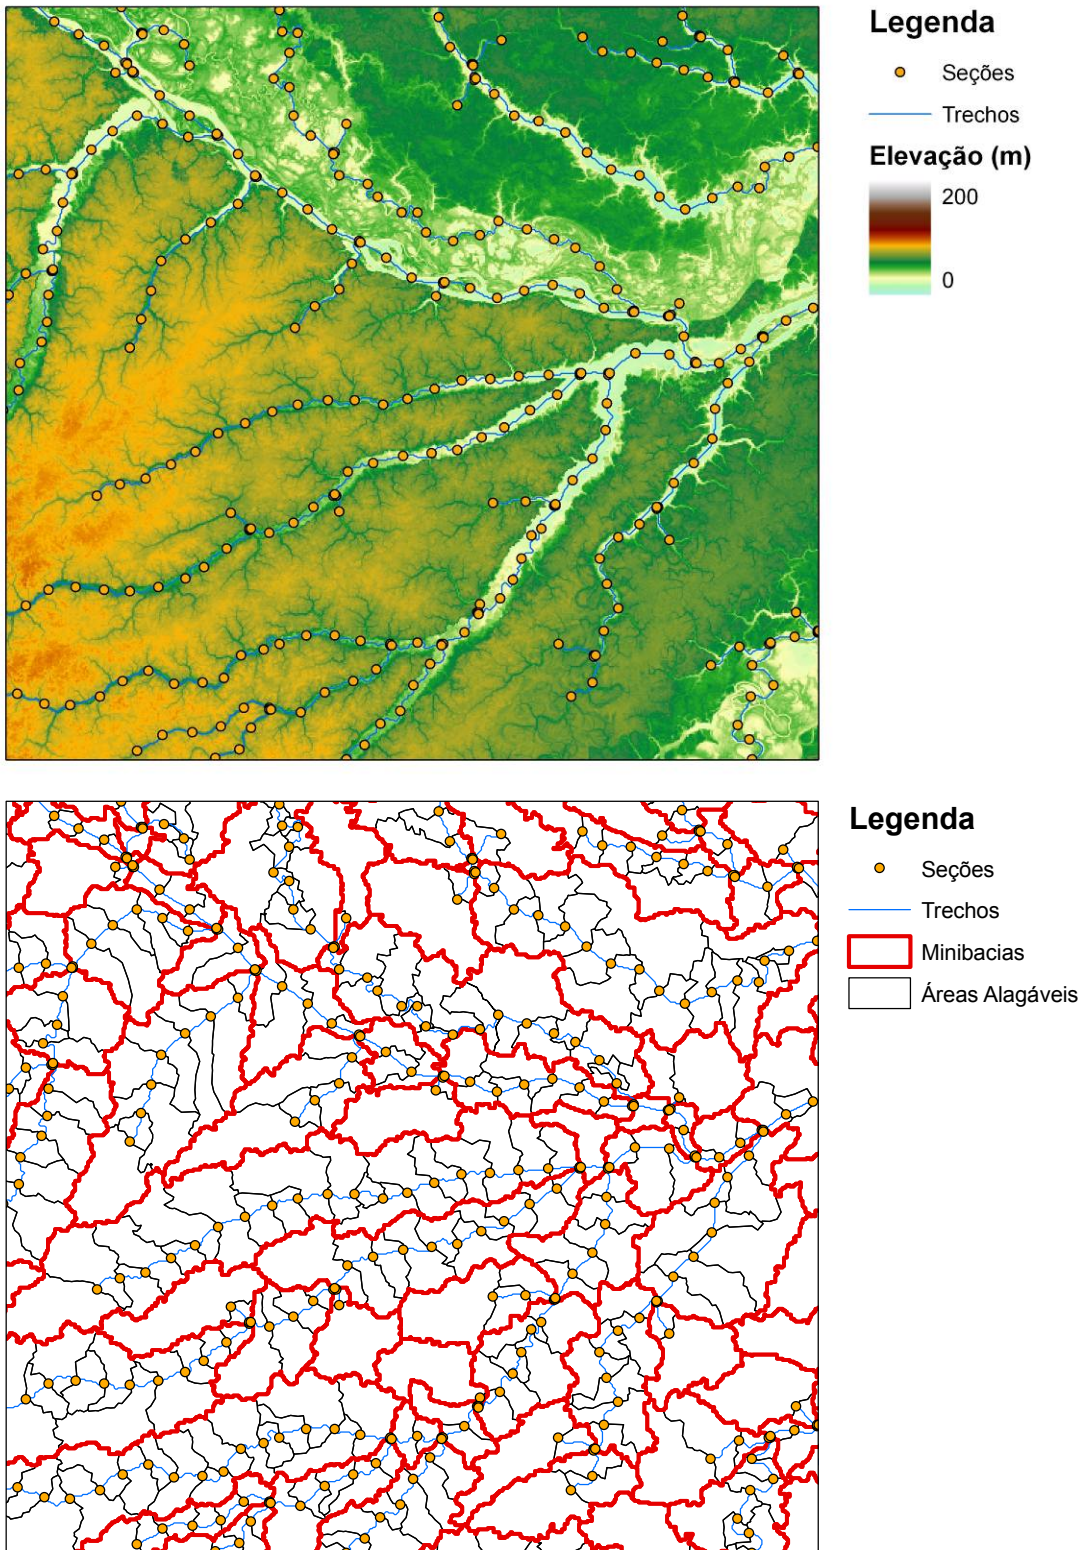 Legenda
Seções
Trechos
Elevação (m)
200
0
Legenda
Seções
Trechos
Minibacias
Áreas Alagáveis